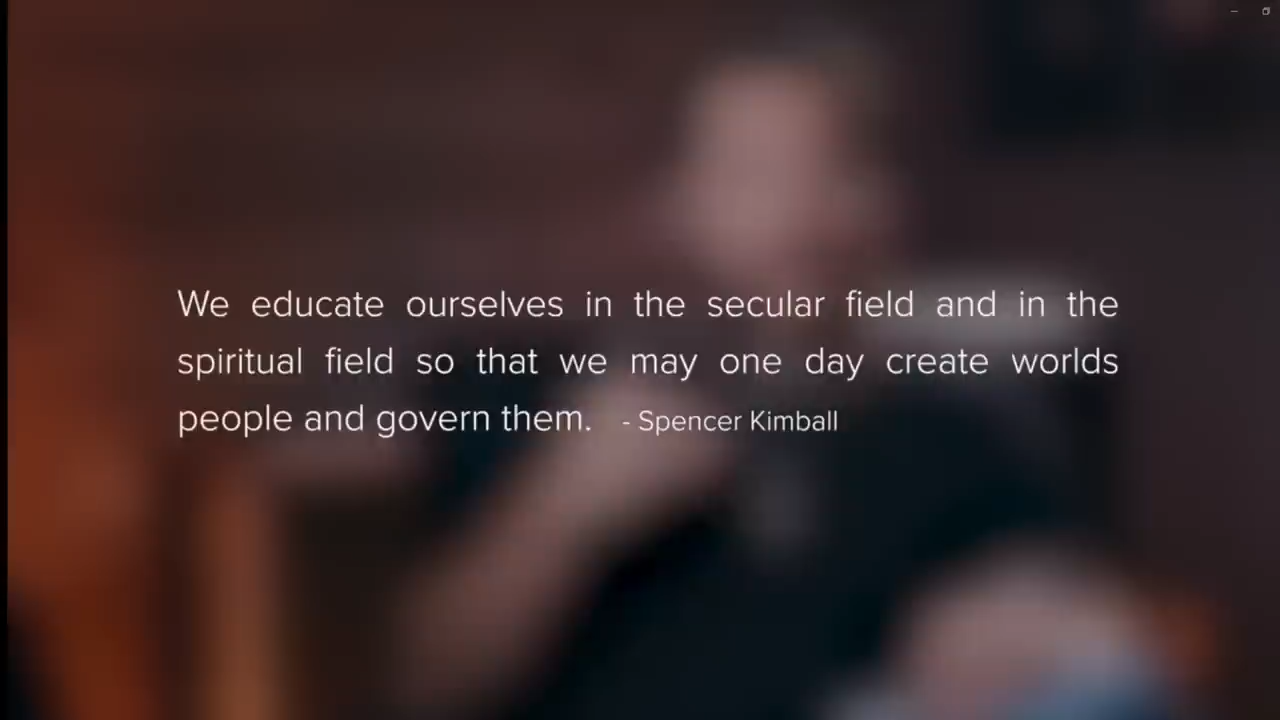 We educate ourselves in the secular field and in the
spiritual field so that we may one day create worlds
people and govern them. - Spencer Kimball